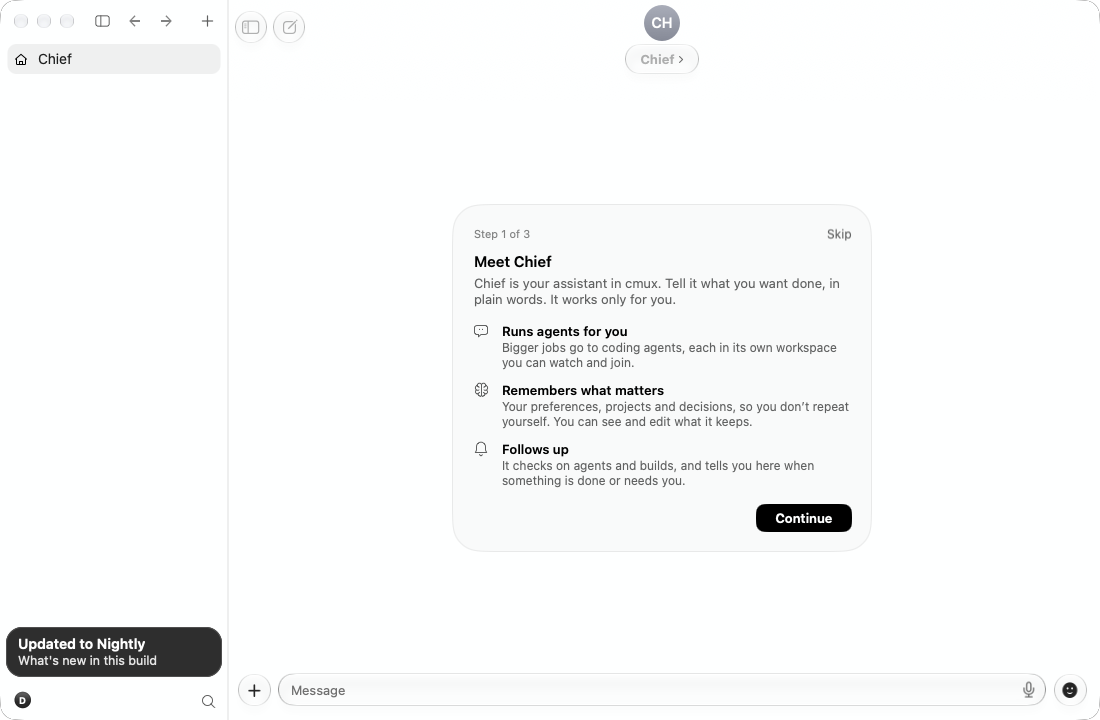 Chief
CH
Chief
Step 1 of 3
Skip
Meet Chief
Chief is your assistant in cmux. Tell it what you want done, in
plain words. It works only for you.
Runs agents for you
Bigger jobs go to coding agents, each in its own workspace
you can watch and join.
Remembers what matters
Your preferences, projects and decisions, so you don’t repeat
yourself. You can see and edit what it keeps.
Follows up
It checks on agents and builds, and tells you here when
something is done or needs you.
Continue
Updated to Nightly
What's new in this build
D
Message